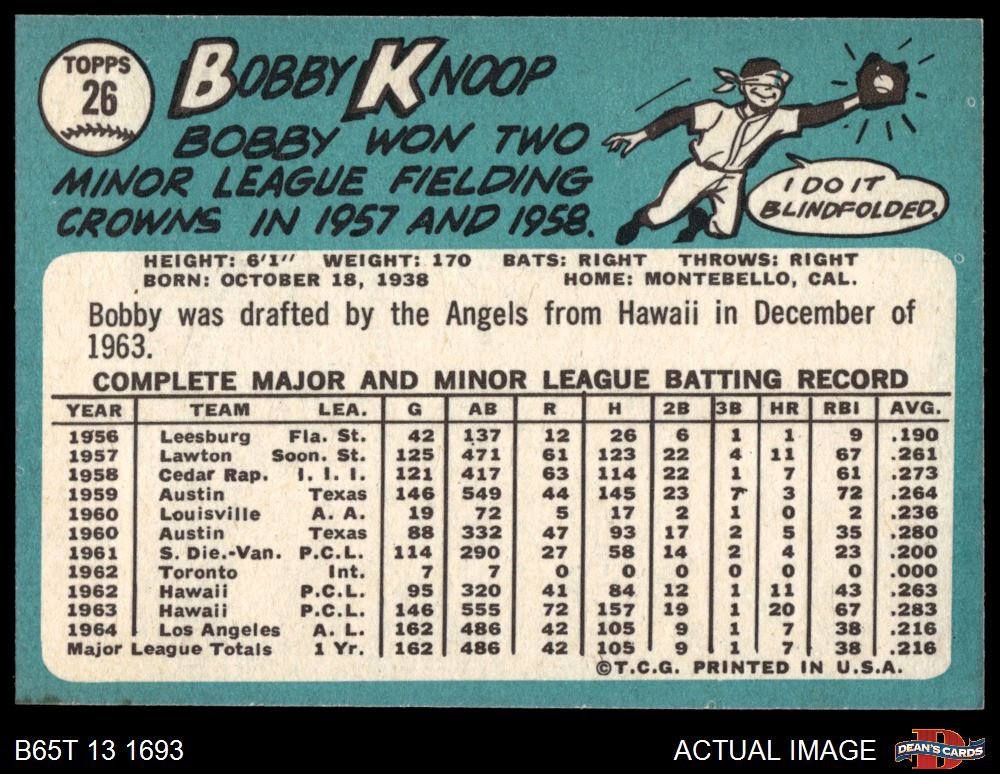 TOPPS
26
BOBBY KNOOP
BOBBY WON TWO
MINOR LEAGUE FIELDING
CROWNS IN 1957 AND 1958.
I DO IT
BLINDFOLDED.
HEIGHT: 6'1" WEIGHT: 170 BATS: RIGHT THROWS: RIGHT
BORN: OCTOBER 18, 1938 HOME: MONTEBELLO, CAL.
Bobby was drafted by the Angels from Hawaii in December of
1963.
COMPLETE MAJOR AND MINOR LEAGUE BATTING RECORD
YEAR TEAM LEA. G AB R H 2B 3B HR RBI AVG.
1956 Leesburg Fla. St. 42 137 12 26 6 1 1 9 .190
1957 Lawton Soon. St. 125 471 61 123 22 4 11 67 .261
1958 Cedar Rap. I. I. I. 121 417 63 114 22 1 7 61 .273
1959 Austin Texas 146 549 44 145 23 7 3 72 .264
1960 Louisville A. A. 19 72 5 17 2 1 0 2 .236
1960 Austin Texas 88 332 47 93 17 2 5 35 .280
1961 S. Die.-Van. P.C.L. 114 290 27 58 14 2 4 23 .200
1962 Toronto Int. 7 7 0 0 0 0 0 0 .000
1962 Hawaii P.C.L. 95 320 41 84 12 1 11 43 .263
1963 Hawaii P.C.L. 146 555 72 157 19 1 20 67 .283
1964 Los Angeles A. L. 162 486 42 105 9 1 7 38 .216
Major League Totals 1 Yr. 162 486 42 105 9 1 7 38 .216
©T.C.G. PRINTED IN U.S.A.
B65T 13 1693 ACTUAL IMAGE DEAN'S CARDS